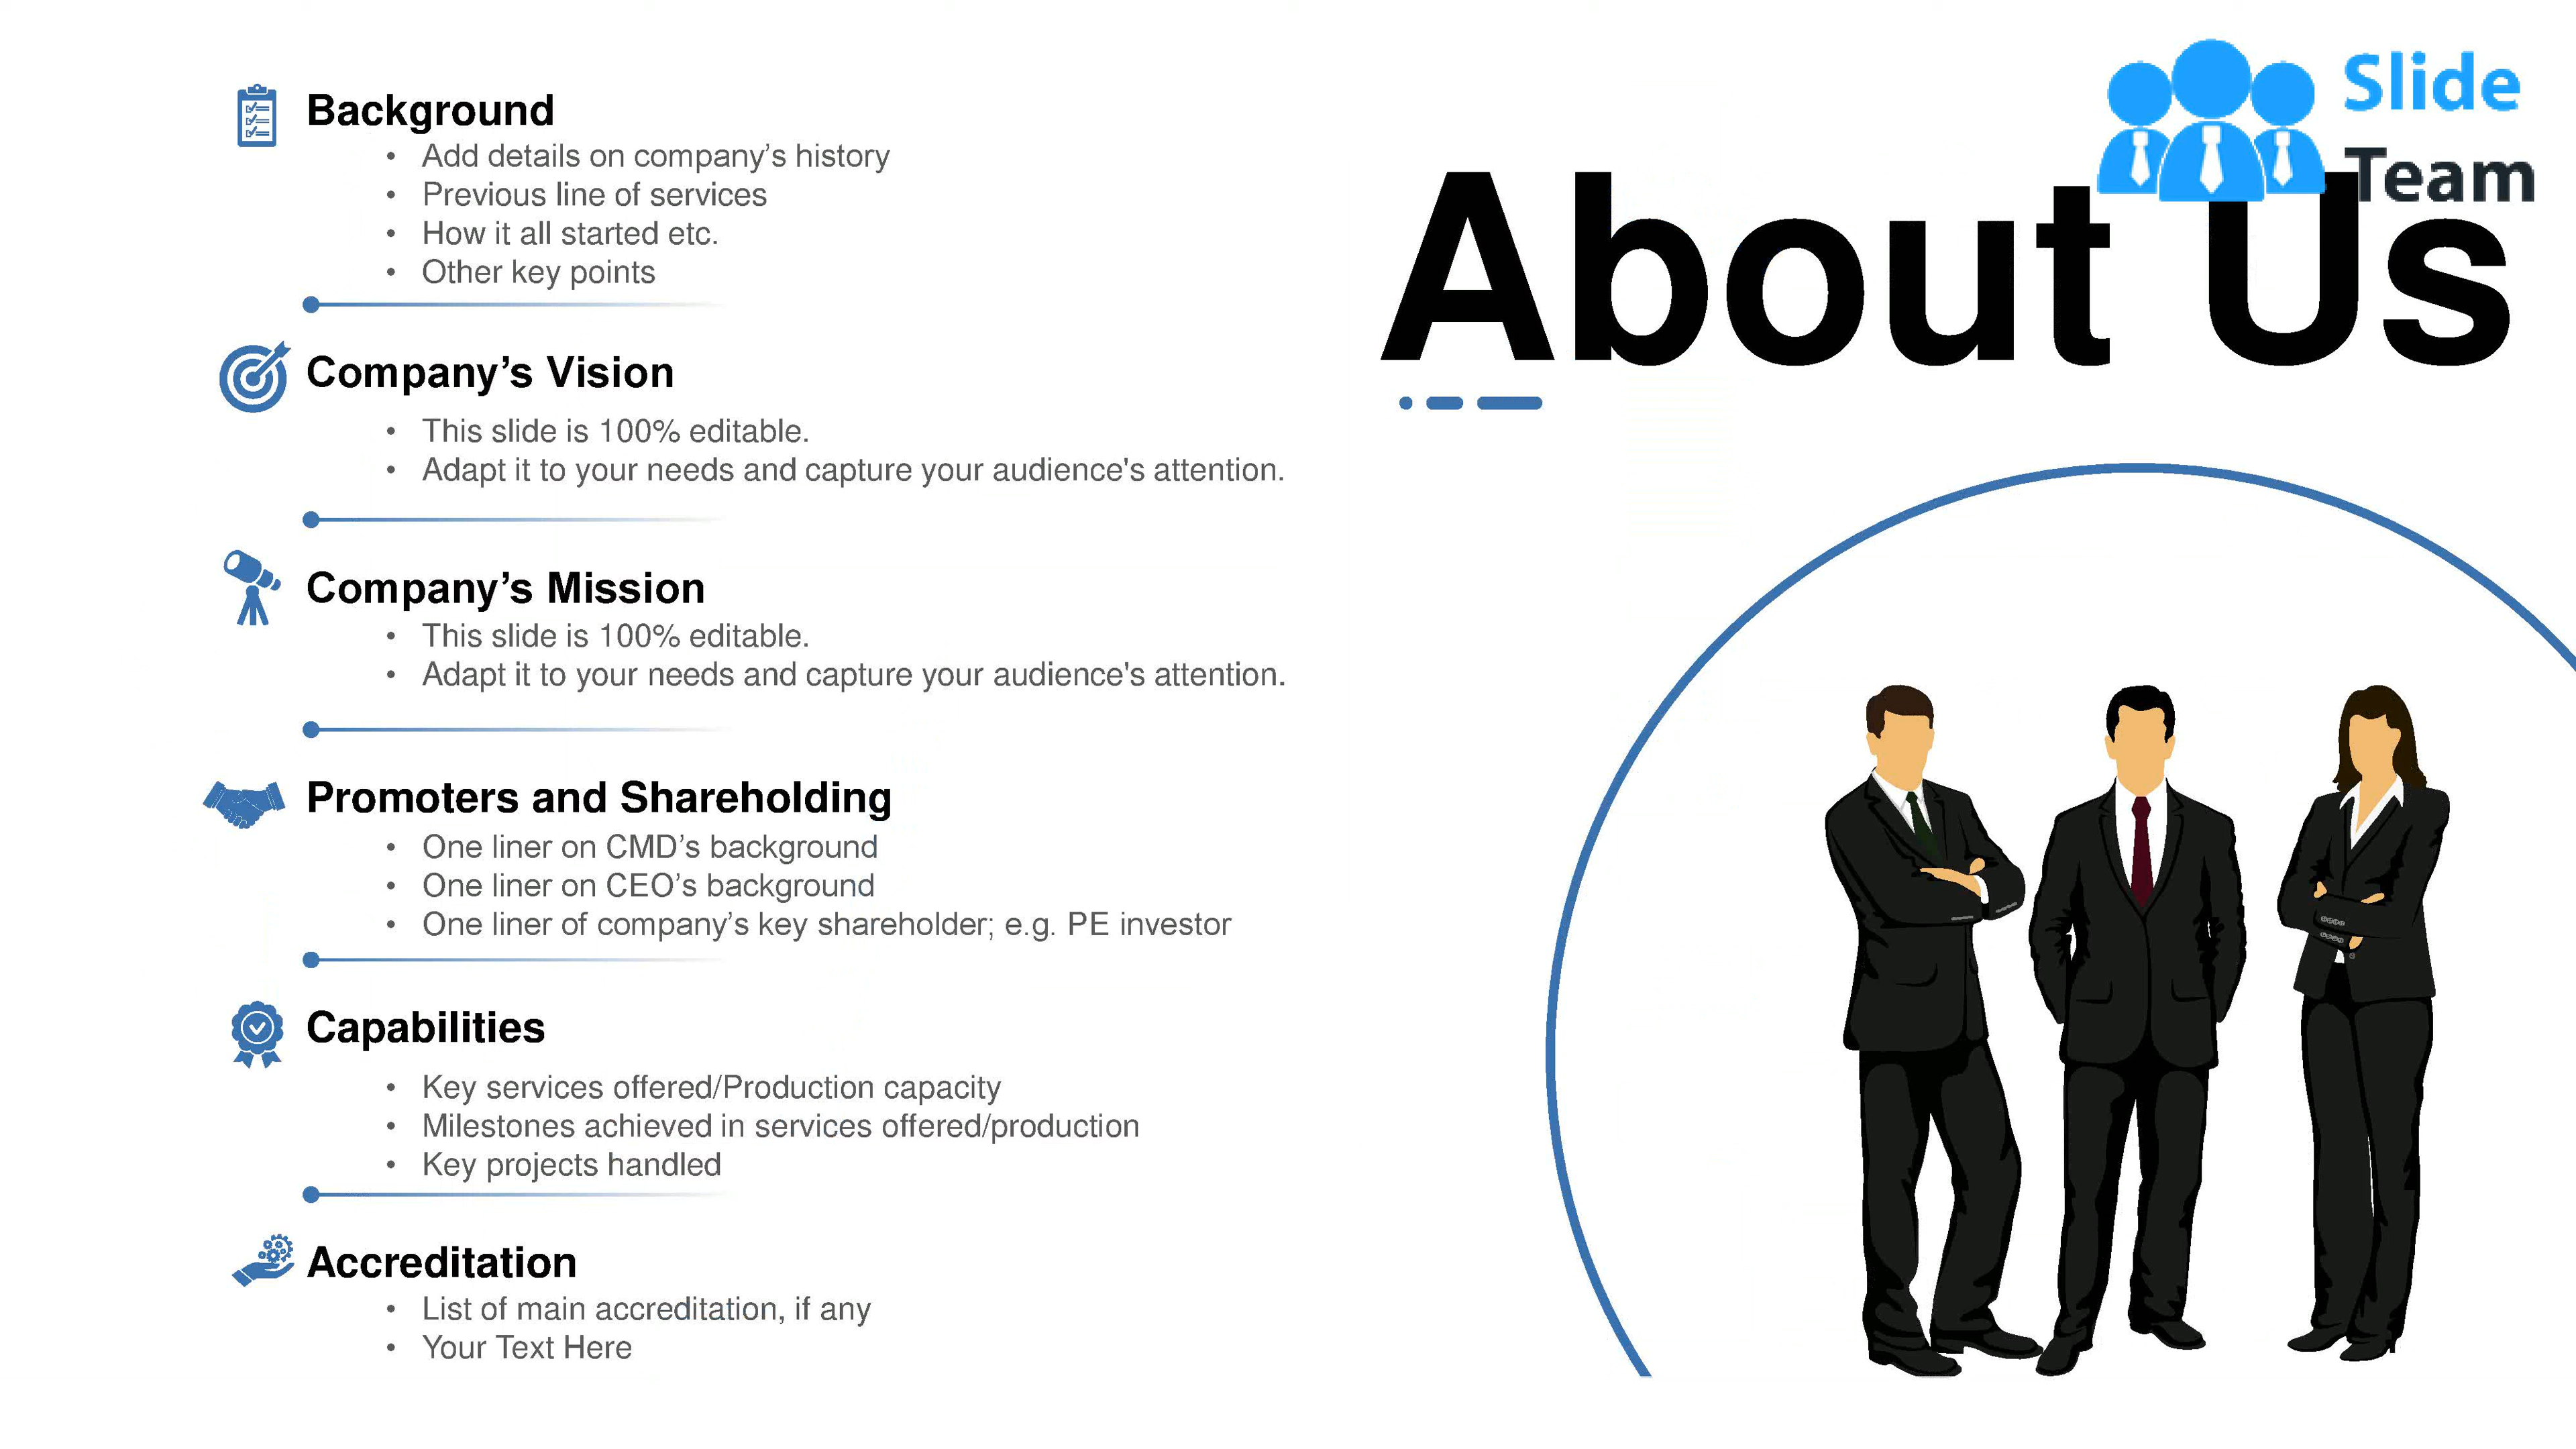 Background
• Add details on company’s history
• Previous line of services
• How it all started etc.
• Other key points
Company’s Vision
• This slide is 100% editable.
• Adapt it to your needs and capture your audience's attention.
Company’s Mission
• This slide is 100% editable.
• Adapt it to your needs and capture your audience's attention.
Promoters and Shareholding
• One liner on CMD’s background
• One liner on CEO’s background
• One liner of company’s key shareholder; e.g. PE investor
Capabilities
• Key services offered/Production capacity
• Milestones achieved in services offered/production
• Key projects handled
Accreditation
• List of main accreditation, if any
• Your Text Here
Slide
Team
About Us